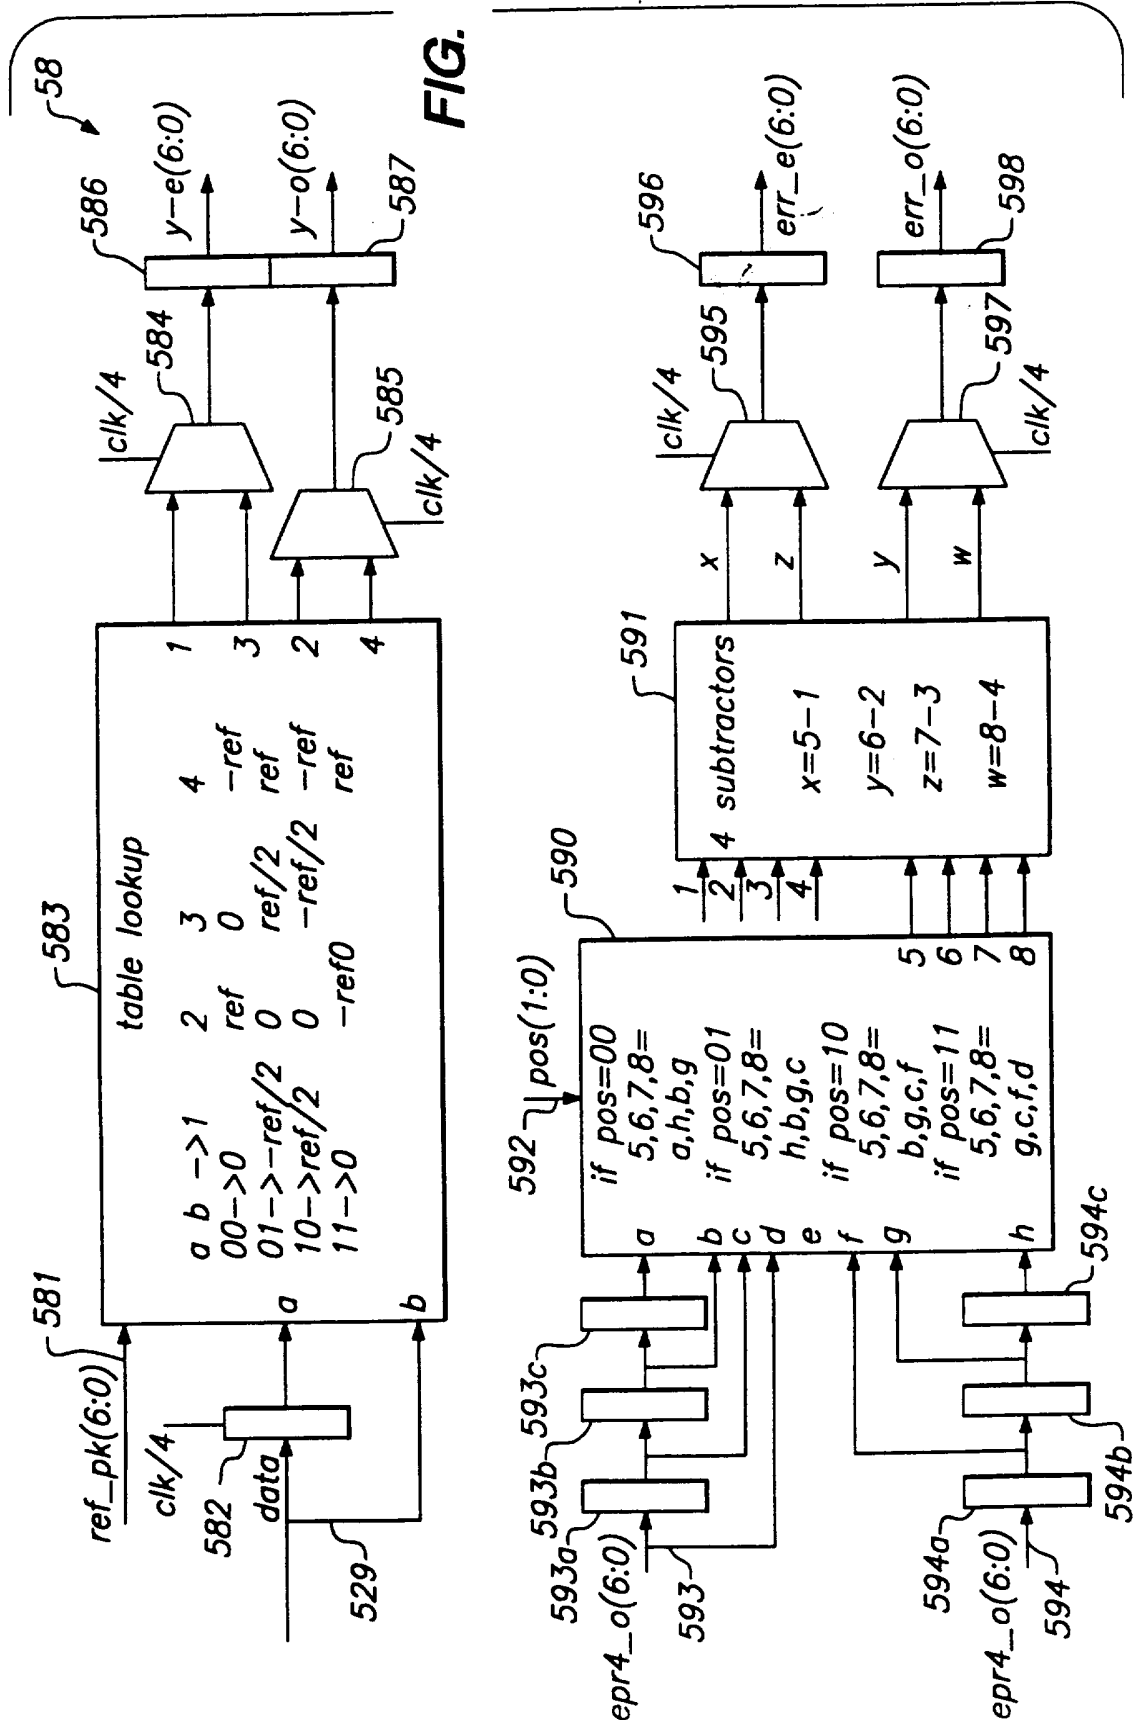 58
FIG.
ref_pk(6:0)
581
583
table lookup
a b ->1 2 3 4
00->0 ref 0 -ref
01->-ref/2 0 ref/2 ref
10->ref/2 0 -ref/2 -ref
11->0 -ref0 ref
1
3
2
4
a
b
clk/4
582
data
529
clk/4
584
586
y-e(6:0)
585
clk/4
y-o(6:0)
587
592
pos(1:0)
590
if pos=00
5,6,7,8=
a,h,b,g
if pos=01
5,6,7,8=
h,b,g,c
if pos=10
5,6,7,8=
b,g,c,f
if pos=11
5,6,7,8=
g,c,f,d
a
b
c
d
e
f
g
h
5
6
7
8
593a
593b
593c
epr4_o(6:0)
593
594a
epr4_o(6:0)
594
594b
594c
1
2
3
4
591
4 subtractors
x=5-1
y=6-2
z=7-3
w=8-4
x
z
y
w
clk/4
595
596
err_e(6:0)
clk/4
597
598
err_o(6:0)